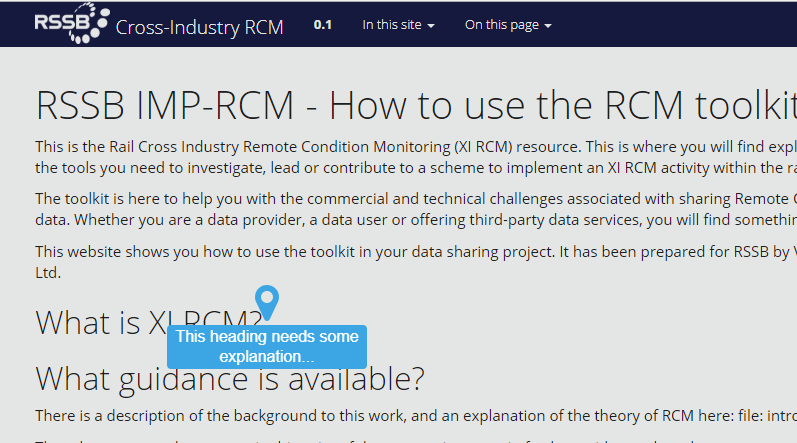 RSSB Cross-Industry RCM 0.1 In this site On this page
RSSB IMP-RCM - How to use the RCM toolkit
This is the Rail Cross Industry Remote Condition Monitoring (XI RCM) resource. This is where you will find expl
the tools you need to investigate, lead or contribute to a scheme to implement an XI RCM activity within the ra
The toolkit is here to help you with the commercial and technical challenges associated with sharing Remote C
data. Whether you are a data provider, a data user or offering third-party data services, you will find somethin
This website shows you how to use the toolkit in your data sharing project. It has been prepared for RSSB by V
Ltd.
What is XI RCM?
This heading needs some
explanation...
What guidance is available?
There is a description of the background to this work, and an explanation of the theory of RCM here: file: intro